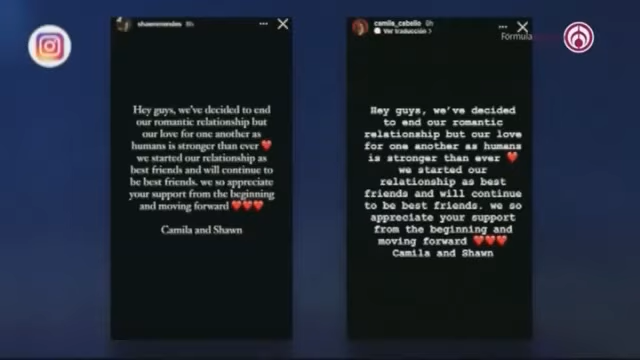 shawnmendes 8h
Hey guys, we've decided to end
our romantic relationship but
our love for one another as
humans is stronger than ever ❤️
we started our relationship as
best friends and will continue to
be best friends. we so appreciate
your support from the beginning
and moving forward ❤️❤️❤️
Camila and Shawn
camila_cabello 8h
Ver traducción >
Hey guys, we've decided
to end our romantic
relationship but our love
for one another as humans
is stronger than ever ❤️
we started our
relationship as best
friends and will continue
to be best friends. we so
appreciate your support
from the beginning and
moving forward ❤️❤️❤️
Camila and Shawn
Fórmula